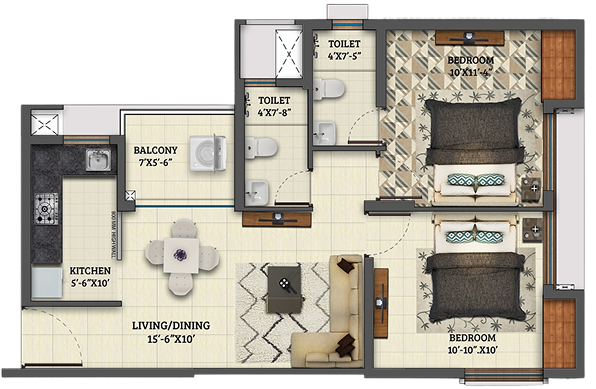 TOILET
4'X7'-5"
BEDROOM
10'X11'-4"
TOILET
4'X7'-8"
BALCONY
7'X5'-6"
KITCHEN
5'-6"X10'
LIVING/DINING
15'-6"X10'
BEDROOM
10'-10".X10'